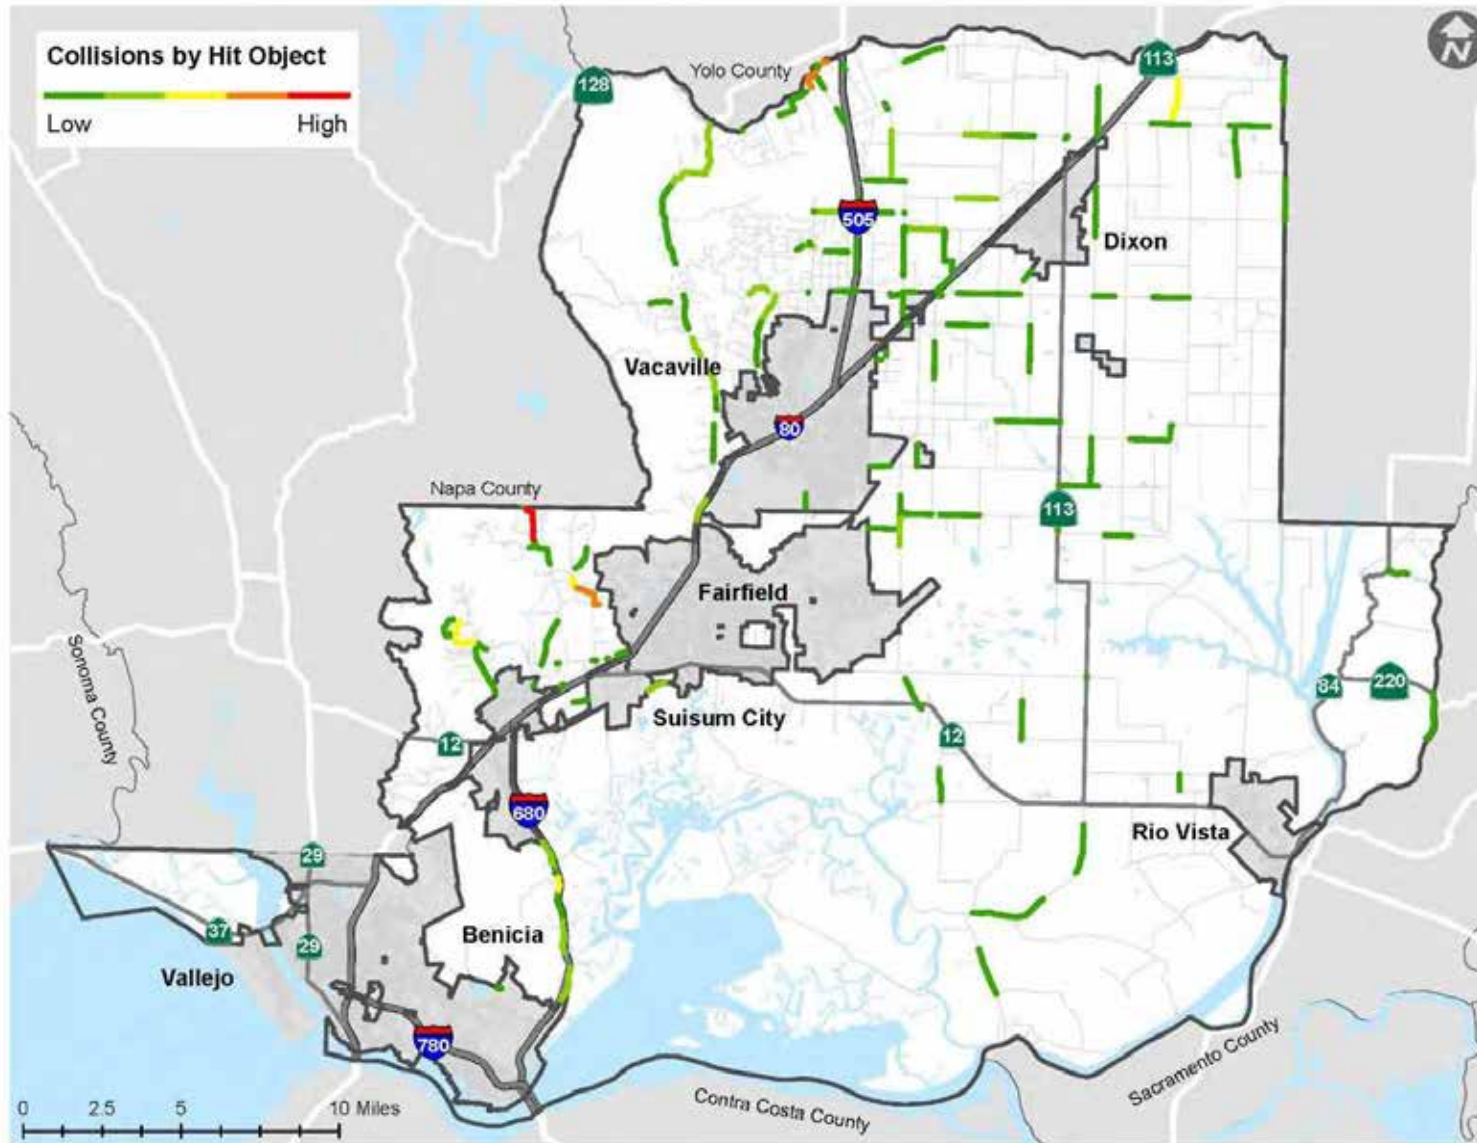 Collisions by Hit Object
Low High
N
Yolo County
128
113
505
Dixon
Vacaville
80
Napa County
113
Fairfield
Sonoma County
84
220
Suisum City
12
12
680
Rio Vista
29
Benicia
37
29
Vallejo
780
Sacramento County
Contra Costa County
0 2.5 5 10 Miles